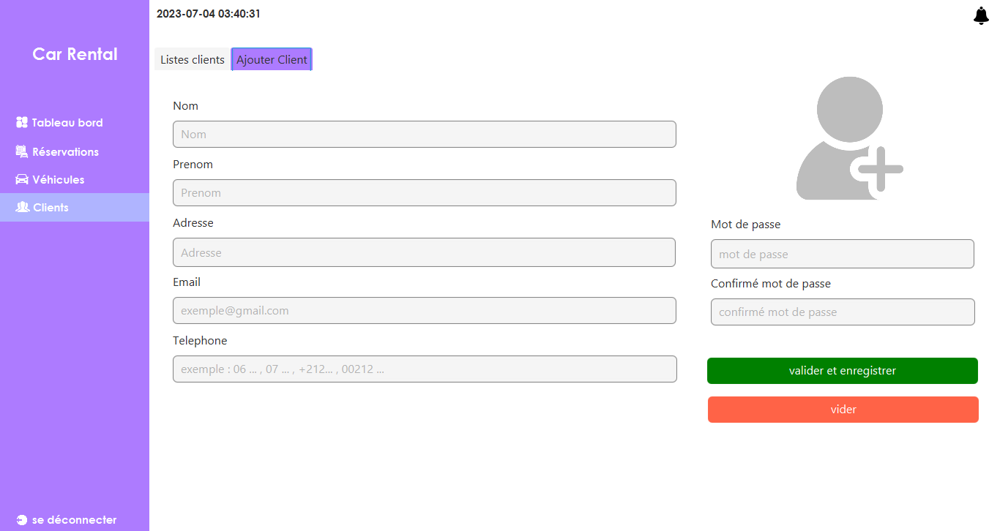 2023-07-04 03:40:31
Car Rental
Tableau bord
Réservations
Véhicules
Clients
se déconnecter
Listes clients
Ajouter Client
Nom
Nom
Prenom
Prenom
Adresse
Adresse
Email
exemple@gmail.com
Telephone
exemple : 06 ... , 07 ... , +212... , 00212 ...
Mot de passe
mot de passe
Confirmé mot de passe
confirmé mot de passe
valider et enregistrer
vider